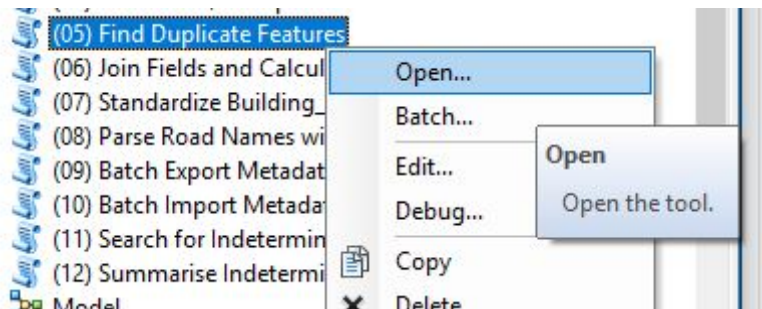 (05) Find Duplicate Features
(06) Join Fields and Calcul
(07) Standardize Building_
(08) Parse Road Names wi
(09) Batch Export Metadat
(10) Batch Import Metada
(11) Search for Indetermin
(12) Summarise Indetermi
Model
Open...
Batch...
Edit...
Debug...
Copy
Delete
Open
Open the tool.